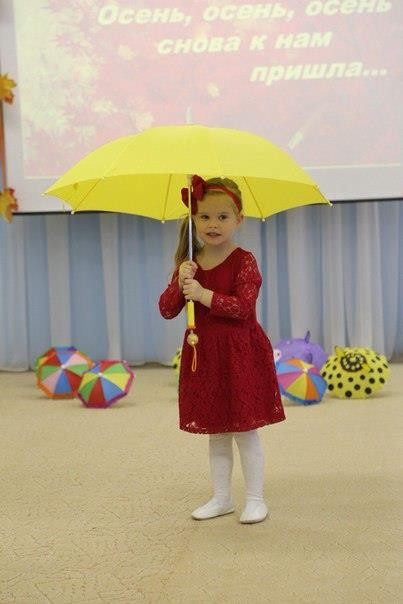 Осень, осень, осень
снова к нам
пришла...